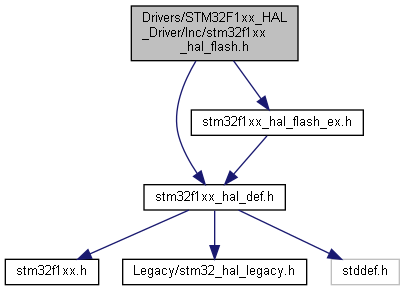 Drivers/STM32F1xx_HAL
_Driver/Inc/stm32f1xx
_hal_flash.h
stm32f1xx_hal_flash_ex.h
stm32f1xx_hal_def.h
stm32f1xx.h
Legacy/stm32_hal_legacy.h
stddef.h